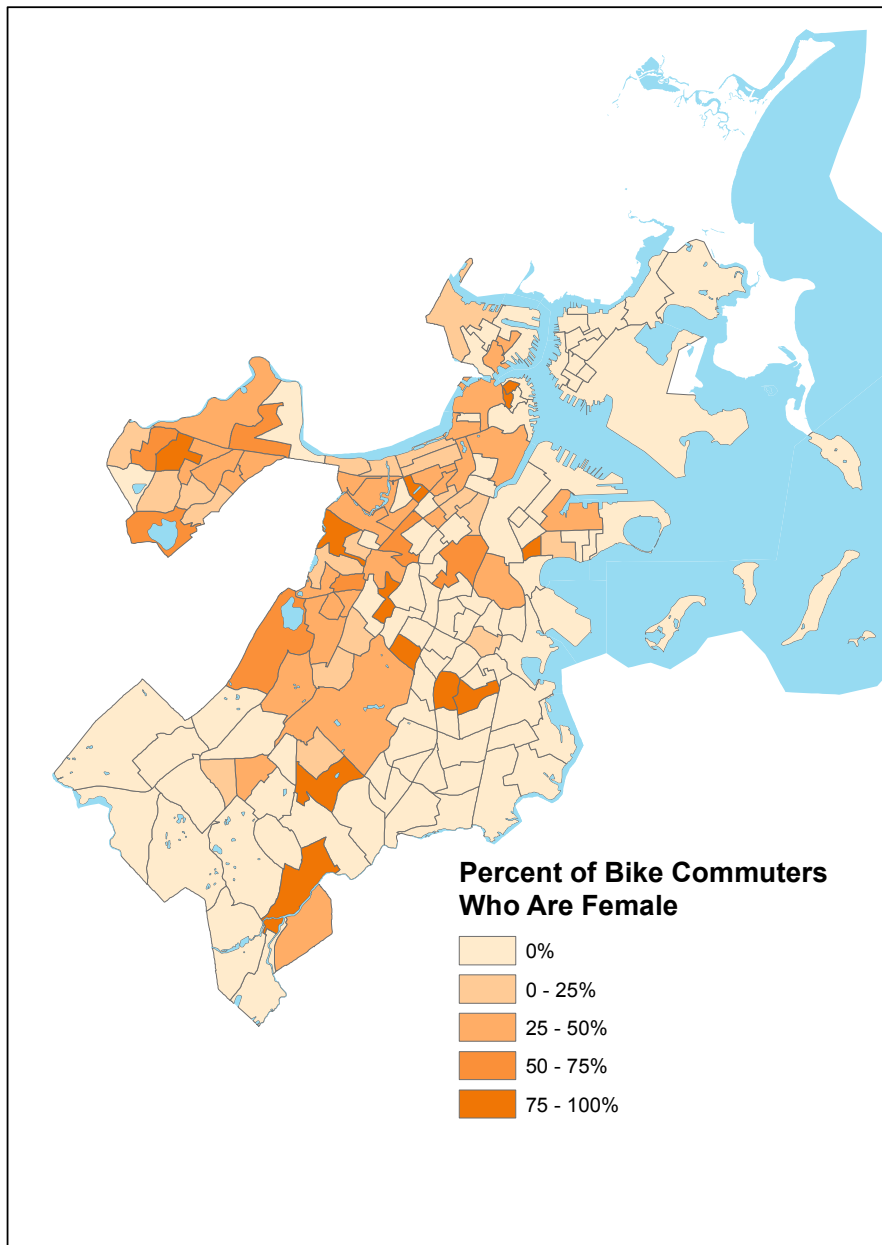 Percent of Bike Commuters
Who Are Female
0%
0 - 25%
25 - 50%
50 - 75%
75 - 100%